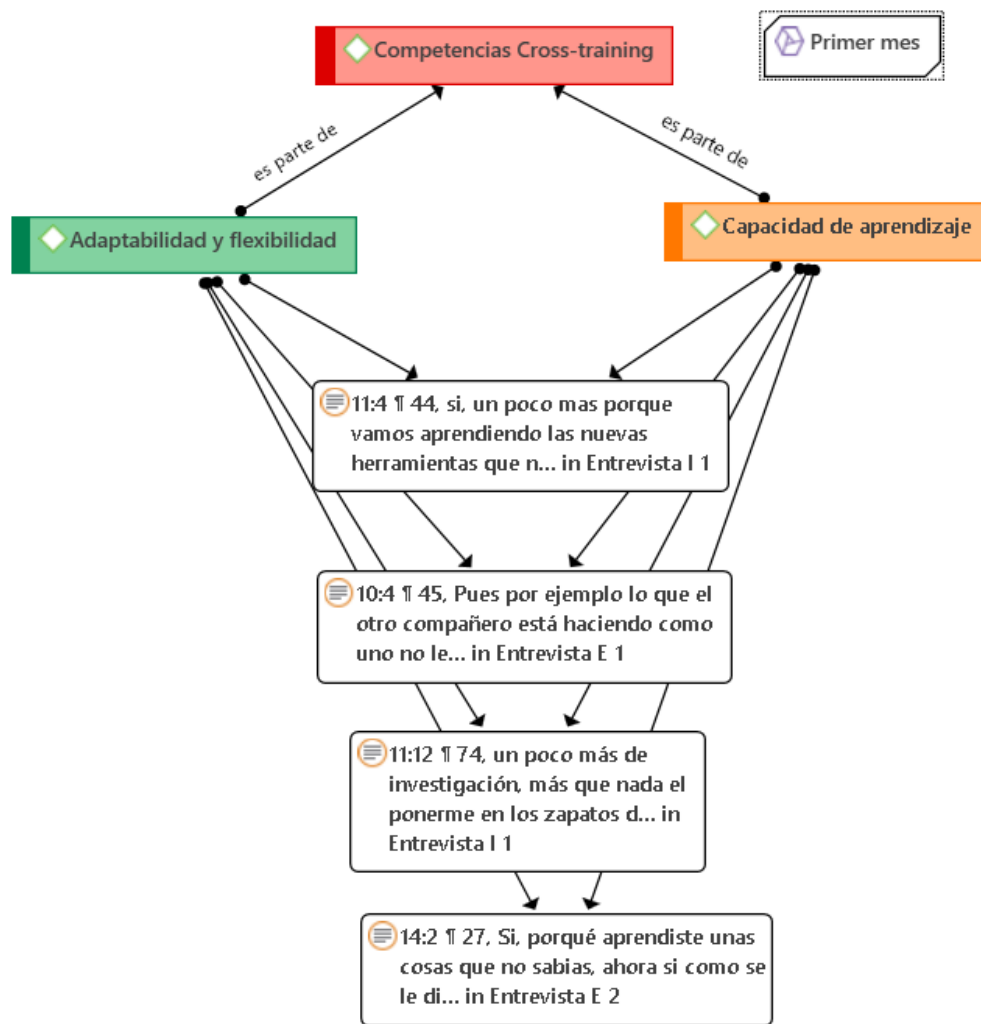 Competencias Cross-training
Primer mes
es parte de
es parte de
Adaptabilidad y flexibilidad
Capacidad de aprendizaje
11:4 ¶ 44, si, un poco mas porque
vamos aprendiendo las nuevas
herramientas que n... in Entrevista I 1
10:4 ¶ 45, Pues por ejemplo lo que el
otro compañero está haciendo como
uno no le... in Entrevista E 1
11:12 ¶ 74, un poco más de
investigación, más que nada el
ponerme en los zapatos d... in
Entrevista I 1
14:2 ¶ 27, Si, porqué aprendiste unas
cosas que no sabias, ahora si como se
le di... in Entrevista E 2